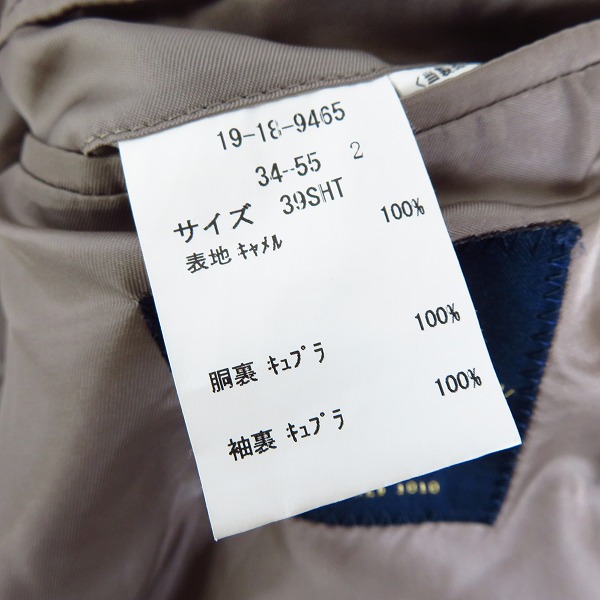 19-18-9465
34-55 2
サイズ 39SHT
表地 ｷｬﾒﾙ 100%
胴裏 ｷｭﾌﾟﾗ 100%
袖裏 ｷｭﾌﾟﾗ 100%